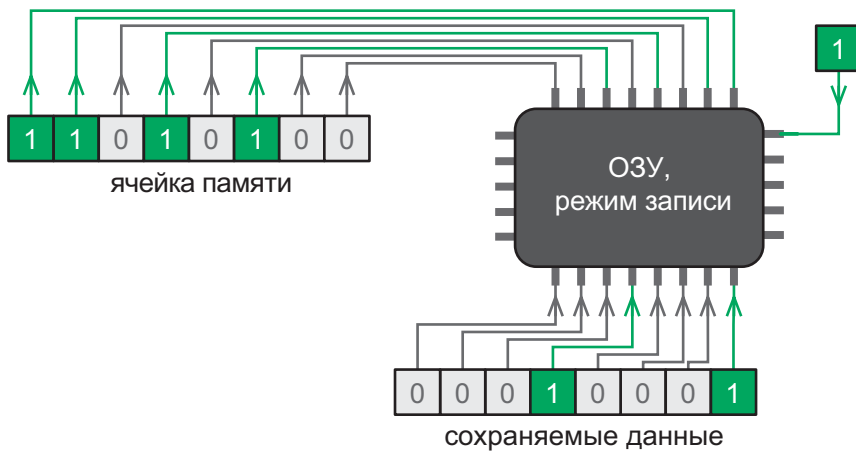 1
1 1 0 1 0 1 0 0
ячейка памяти
ОЗУ,
режим записи
0 0 0 1 0 0 0 1
сохраняемые данные